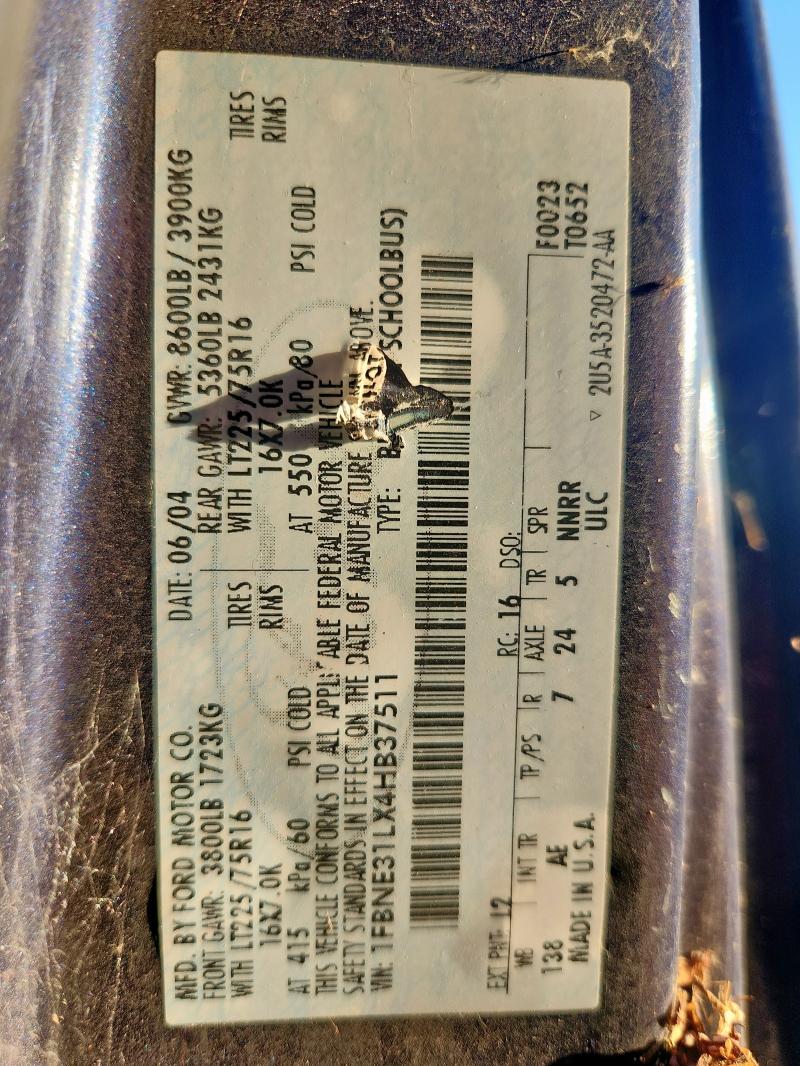 MFD. BY FORD MOTOR CO. DATE: 06/04 GVWR: 8600LB / 3900KG
FRONT GAWR: 3800LB 1723KG REAR GAWR: 5360LB 2431KG
WITH LT225/75R16 TIRES WITH LT225/75R16 TIRES
16X7.0K RIMS 16X7.0K RIMS
AT 415 kPa/60 PSI COLD AT 550 kPa/80 PSI COLD
THIS VEHICLE CONFORMS TO ALL APPLI ABLE FEDERAL MOTOR VEHICLE
SAFETY STANDARDS IN EFFECT ON THE DATE OF MANUFACTURE ABOVE.
VIN: 1FBNE31LX4HB37511 TYPE: SCHOOLBUS)
EXT PNT: L2 RC: 16 DSO:
WB INT TR TP/PS R AXLE TR SPR F0023
138 AE 7 24 5 NNRR T0652
MADE IN U.S.A. ULC ▽ 2U5A-3520472-AA